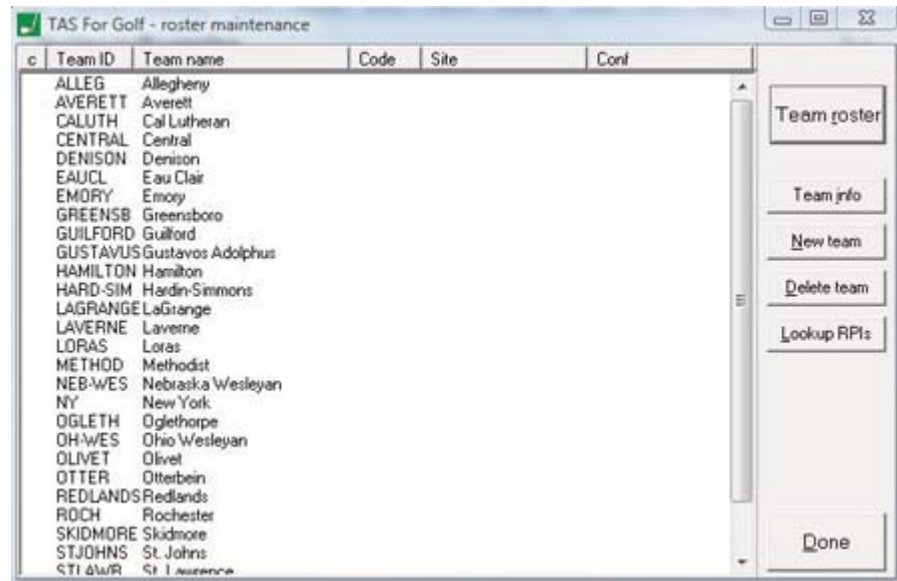 TAS For Golf - roster maintenance
c Team ID Team name Code Site Conf
ALLEG Allegheny
AVERETT Averett
CALUTH Cal Lutheran
CENTRAL Central
DENISON Denison
EAUCL Eau Clair
EMORY Emory
GREENSB Greensboro
GUILFORD Guilford
GUSTAVUS Gustavos Adolphus
HAMILTON Hamilton
HARD-SIM Hardin-Simmons
LAGRANGE LaGrange
LAVERNE Laverne
LORAS Loras
METHOD Methodist
NEB-WES Nebraska Wesleyan
NY New York
OGLETH Oglethorpe
OH-WES Ohio Wesleyan
OLIVET Olivet
OTTER Otterbein
REDLANDS Redlands
ROCH Rochester
SKIDMORE Skidmore
STJOHNS St. Johns
STLAWR St. Lawrence
Team roster
Team info
New team
Delete team
Lookup RPIs
Done